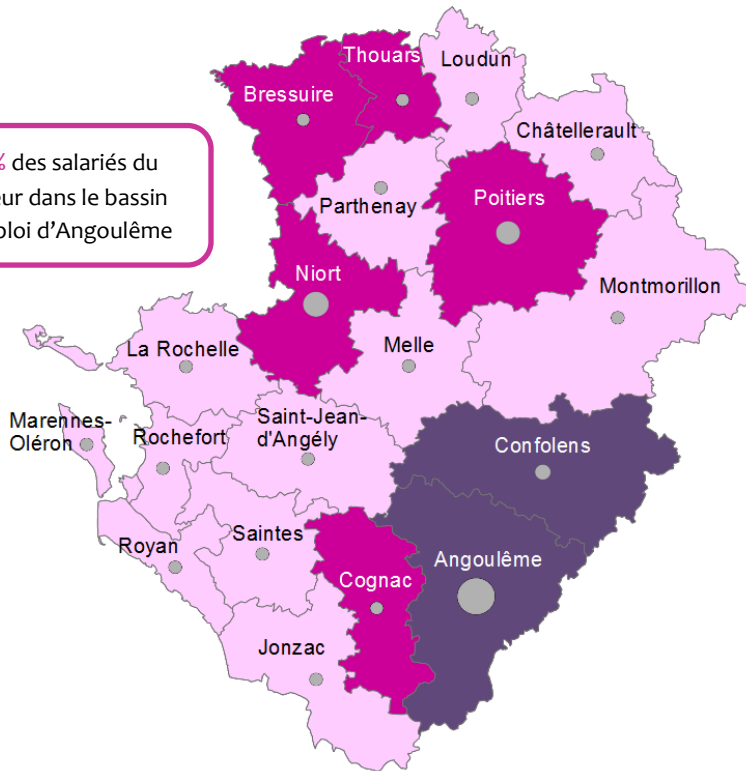 % des salariés du
eur dans le bassin
ploi d'Angoulême
Thouars
Loudun
Bressuire
Châtellerault
Parthenay
Poitiers
Niort
Montmorillon
La Rochelle
Melle
Marennes-
Oléron
Rochefort
Saint-Jean-
d'Angély
Confolens
Royan
Saintes
Angoulême
Cognac
Jonzac